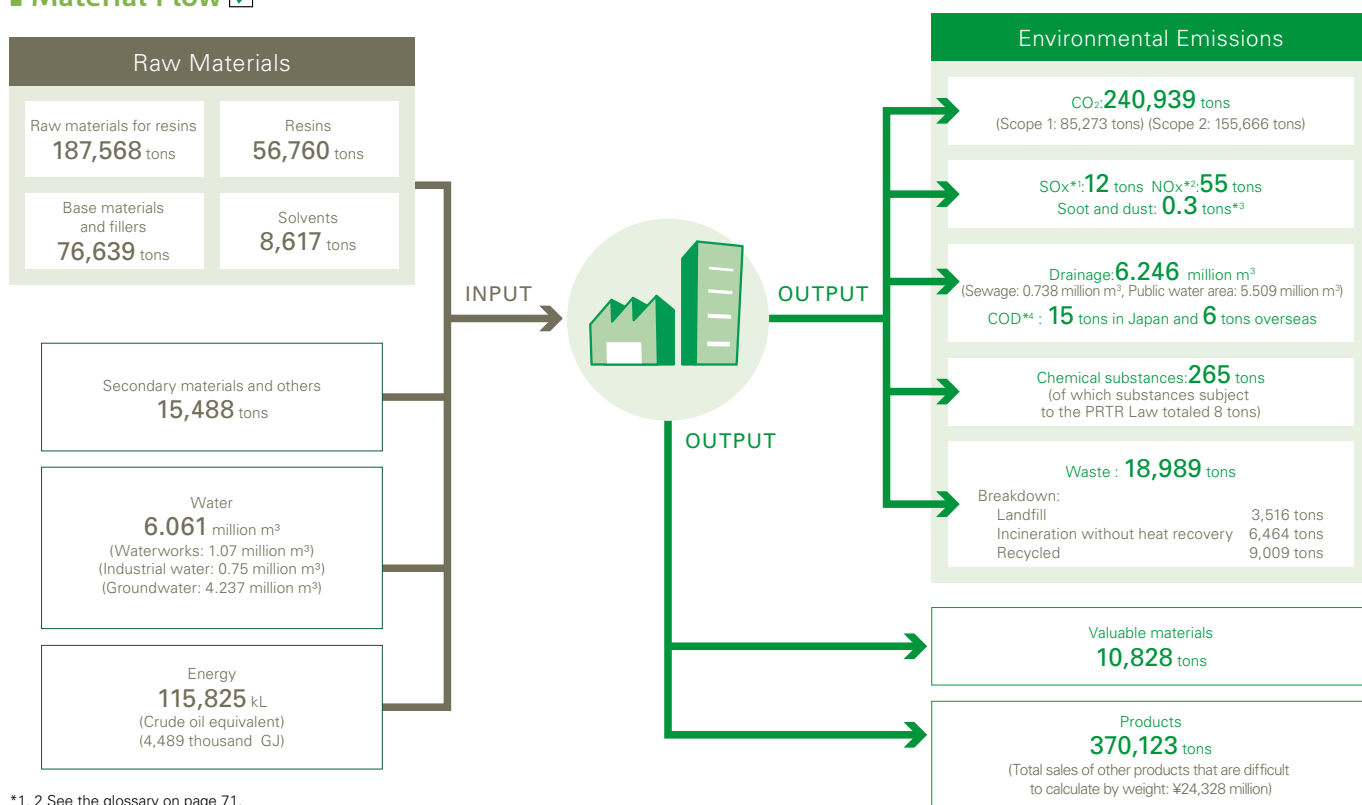 Material Flow
Raw Materials
Raw materials for resins
187,568 tons
Resins
56,760 tons
Base materials
and fillers
76,639 tons
Solvents
8,617 tons
Secondary materials and others
15,488 tons
Water
6.061 million m³
(Waterworks: 1.07 million m³)
(Industrial water: 0.75 million m³)
(Groundwater: 4.237 million m³)
Energy
115,825 kL
(Crude oil equivalent)
(4,489 thousand GJ)
INPUT
OUTPUT
OUTPUT
Environmental Emissions
CO₂:240,939 tons
(Scope 1: 85,273 tons) (Scope 2: 155,666 tons)
SOx*¹:12 tons NOx*²:55 tons
Soot and dust: 0.3 tons*³
Drainage:6.246 million m³
(Sewage: 0.738 million m³, Public water area: 5.509 million m³)
COD*⁴ : 15 tons in Japan and 6 tons overseas
Chemical substances:265 tons
(of which substances subject
to the PRTR Law totaled 8 tons)
Waste : 18,989 tons
Breakdown:
Landfill 3,516 tons
Incineration without heat recovery 6,464 tons
Recycled 9,009 tons
Valuable materials
10,828 tons
Products
370,123 tons
(Total sales of other products that are difficult
to calculate by weight: ¥24,328 million)
*1, 2 See the glossary on page 71.